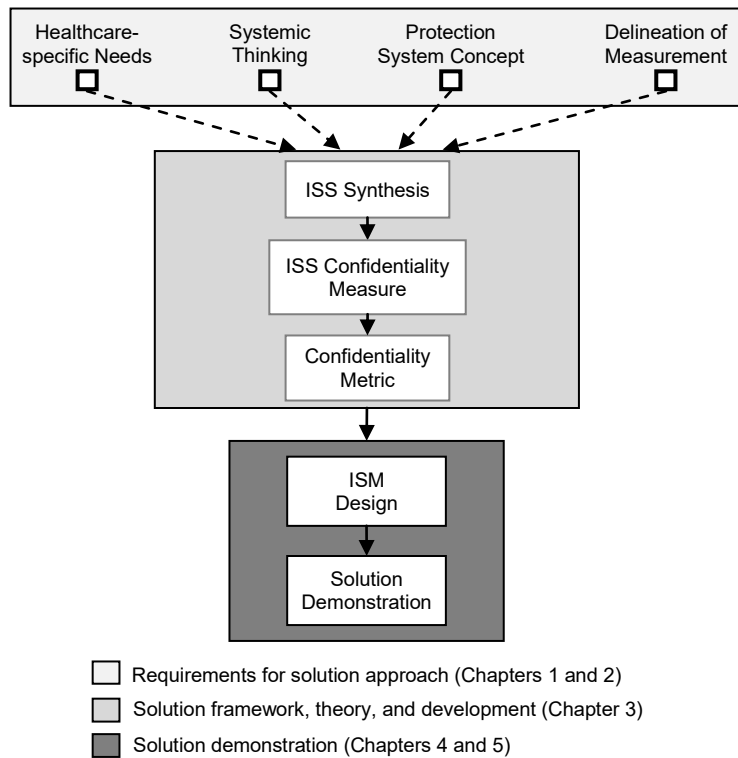 Healthcare-
specific Needs
Systemic
Thinking
Protection
System Concept
Delineation of
Measurement
ISS Synthesis
ISS Confidentiality
Measure
Confidentiality
Metric
ISM
Design
Solution
Demonstration
Requirements for solution approach (Chapters 1 and 2)
Solution framework, theory, and development (Chapter 3)
Solution demonstration (Chapters 4 and 5)